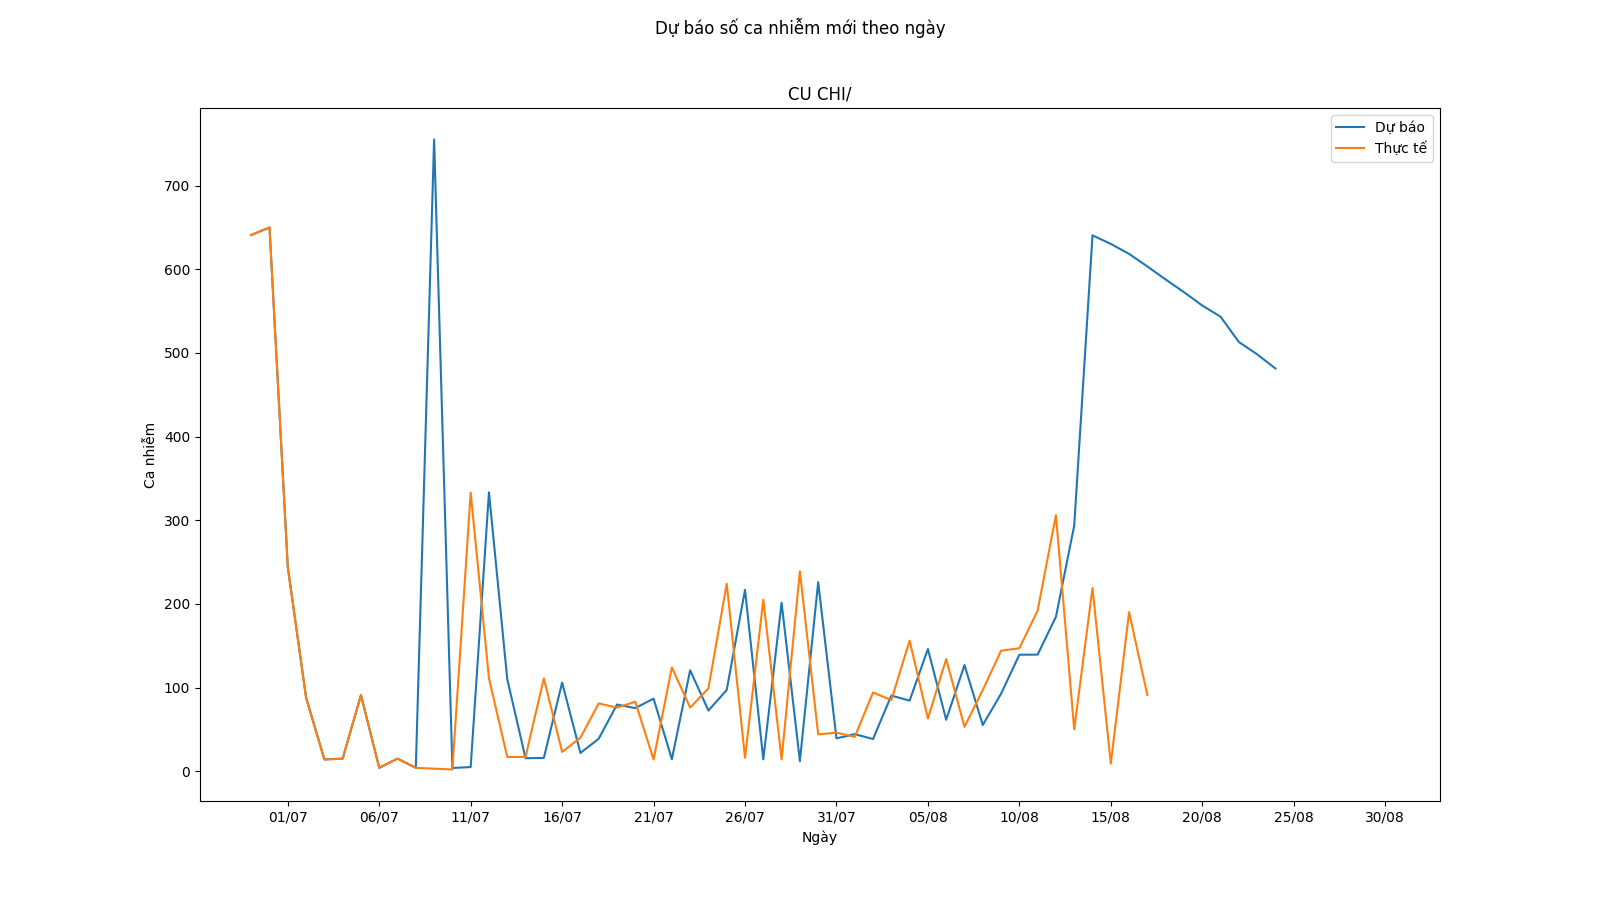 Dự báo số ca nhiễm mới theo ngày
CU CHI/
Dự báo
Thực tế
700
600
500
400
300
200
100
0
Ca nhiễm
01/07 06/07 11/07 16/07 21/07 26/07 31/07 05/08 10/08 15/08 20/08 25/08 30/08
Ngày